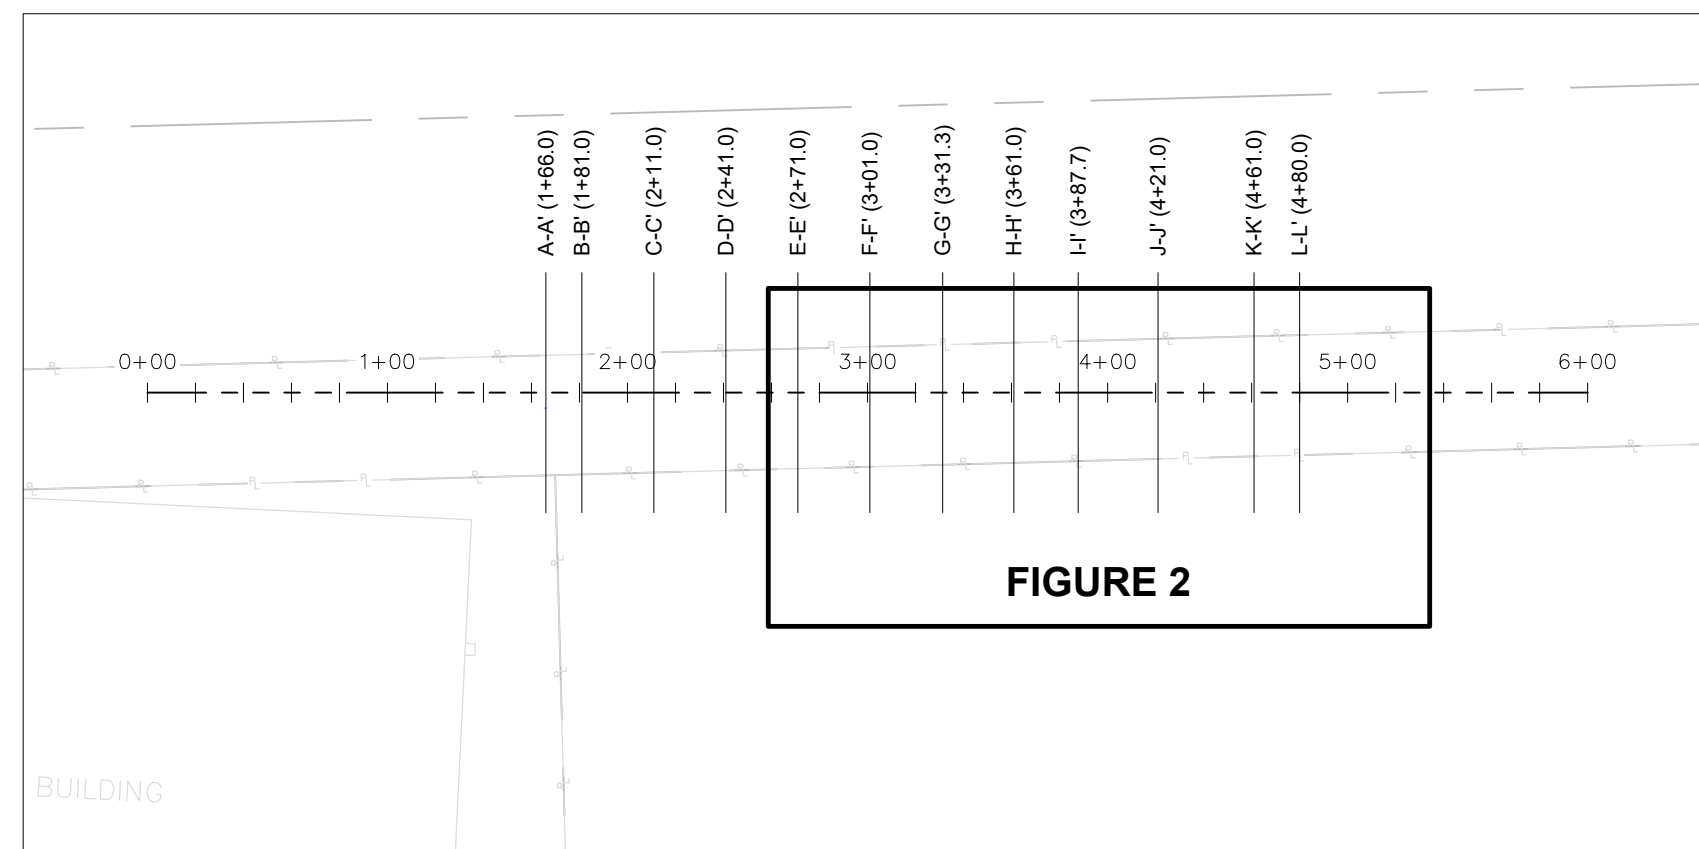 A-A' (1+66.0)
B-B' (1+81.0)
C-C' (2+11.0)
D-D' (2+41.0)
E-E' (2+71.0)
F-F' (3+01.0)
G-G' (3+31.3)
H-H' (3+61.0)
I-I' (3+87.7)
J-J' (4+21.0)
K-K' (4+61.0)
L-L' (4+80.0)
0+00
1+00
2+00
3+00
4+00
5+00
6+00
FIGURE 2
BUILDING